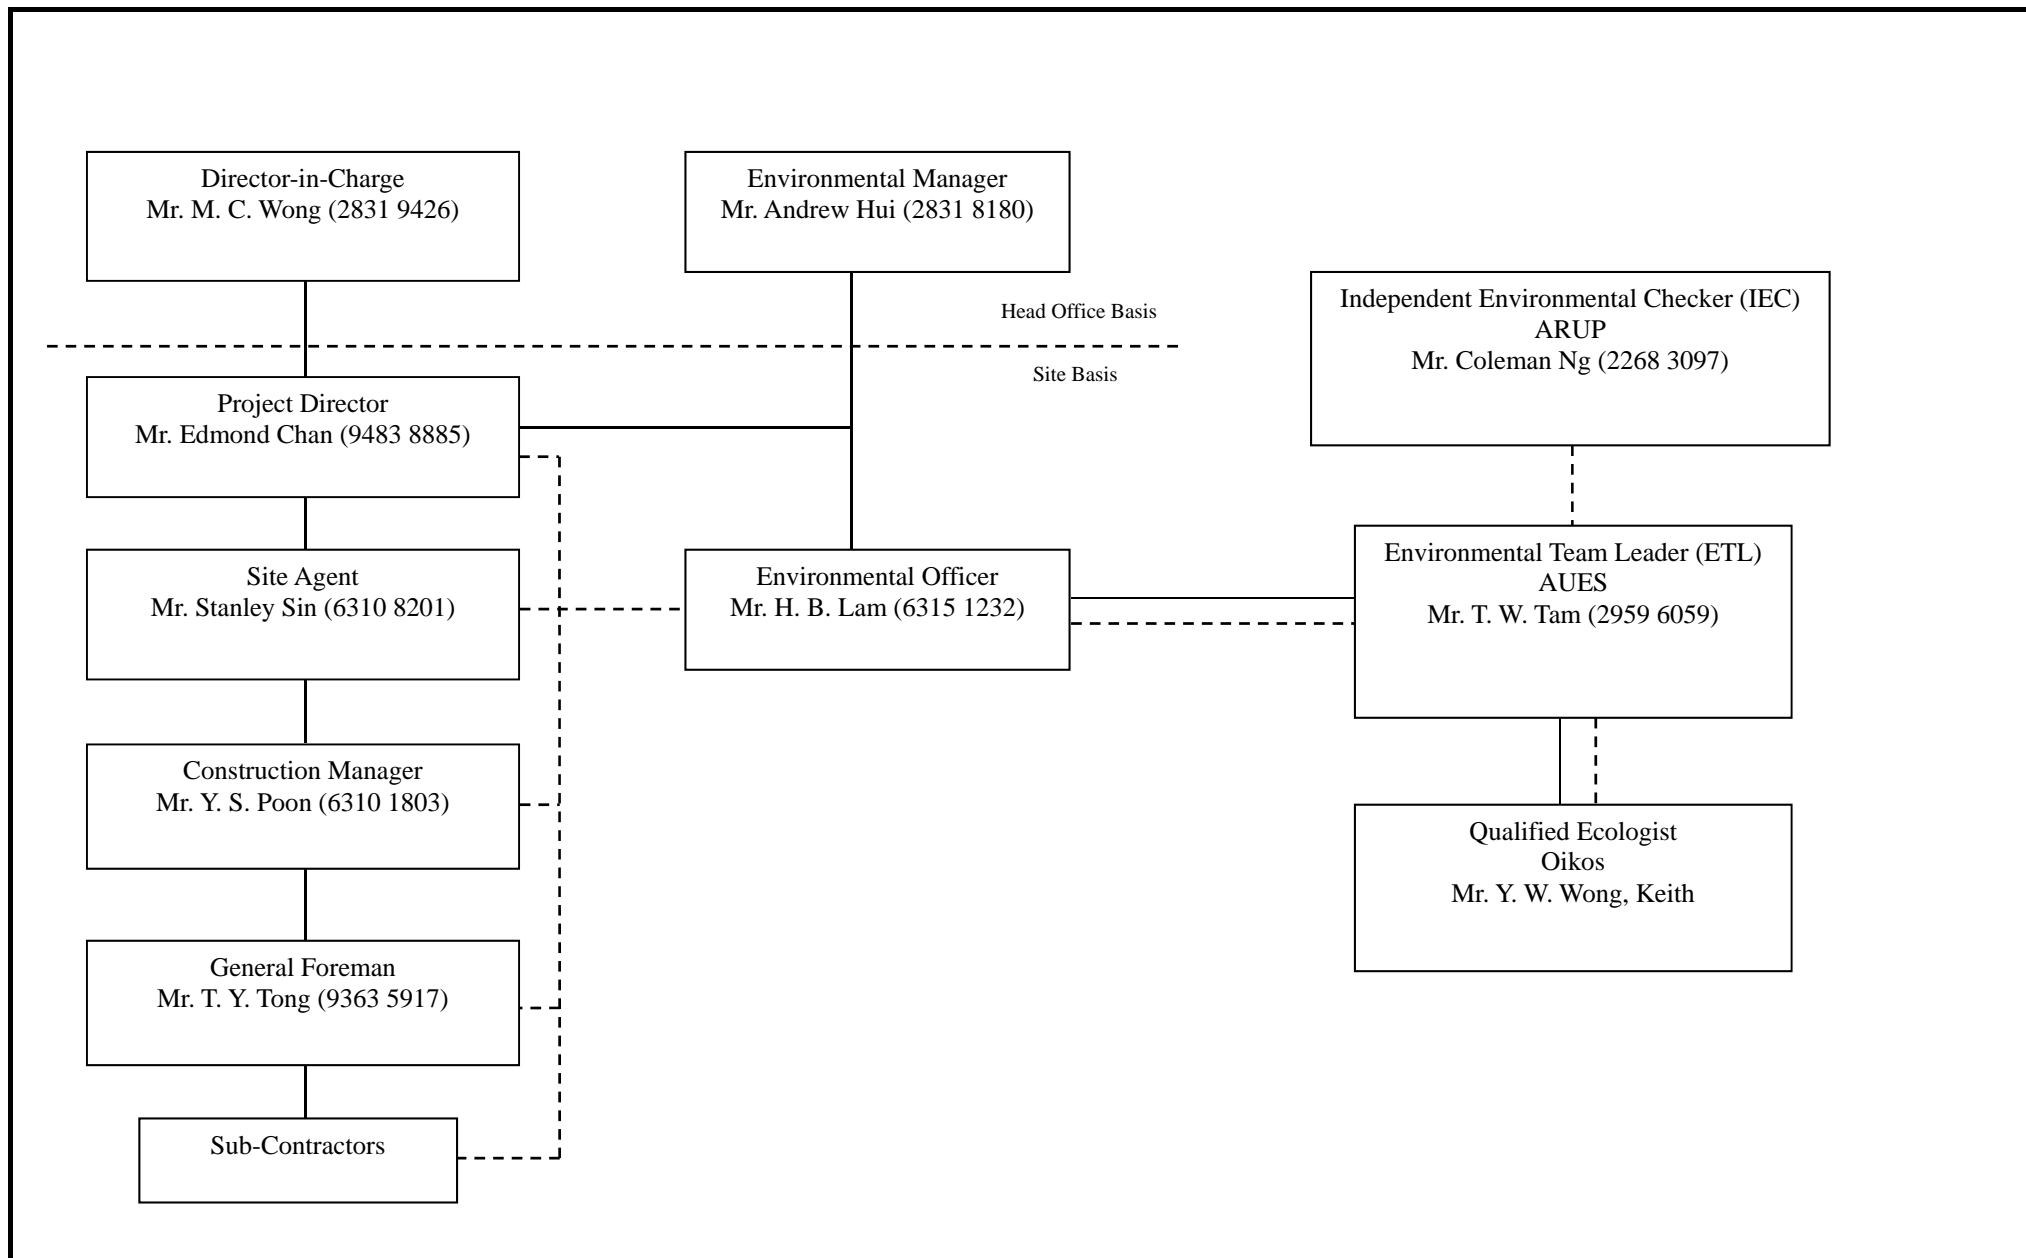 Director-in-Charge
Mr. M. C. Wong (2831 9426)
Environmental Manager
Mr. Andrew Hui (2831 8180)
Head Office Basis
Site Basis
Independent Environmental Checker (IEC)
ARUP
Mr. Coleman Ng (2268 3097)
Project Director
Mr. Edmond Chan (9483 8885)
Site Agent
Mr. Stanley Sin (6310 8201)
Environmental Officer
Mr. H. B. Lam (6315 1232)
Environmental Team Leader (ETL)
AUES
Mr. T. W. Tam (2959 6059)
Construction Manager
Mr. Y. S. Poon (6310 1803)
Qualified Ecologist
Oikos
Mr. Y. W. Wong, Keith
General Foreman
Mr. T. Y. Tong (9363 5917)
Sub-Contractors